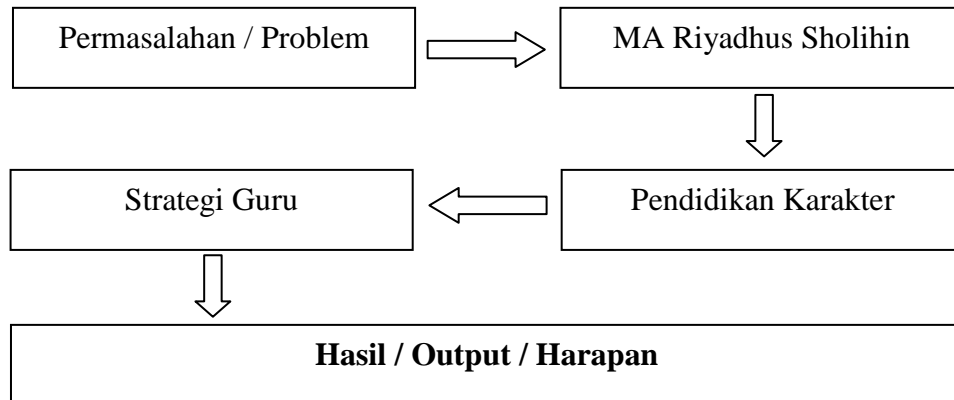 Permasalahan / Problem
MA Riyadhus Sholihin
Pendidikan Karakter
Strategi Guru
Hasil / Output / Harapan